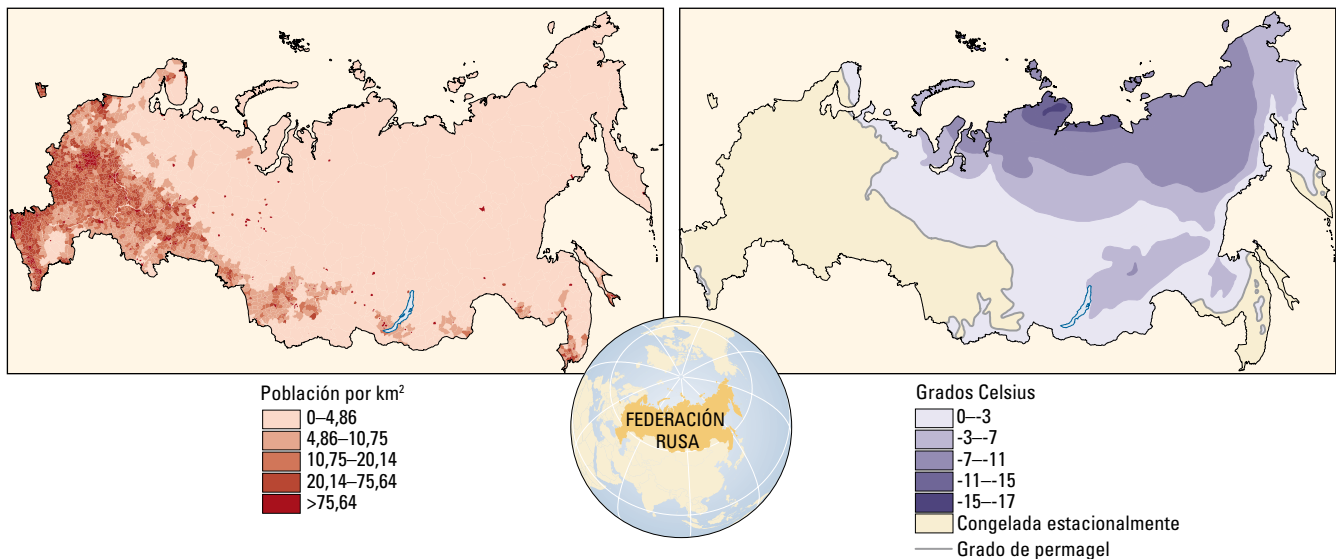 Población por km²
0–4,86
4,86–10,75
10,75–20,14
20,14–75,64
>75,64
FEDERACIÓN
RUSA
Grados Celsius
0–-3
-3–-7
-7–-11
-11–-15
-15–-17
Congelada estacionalmente
Grado de permagel